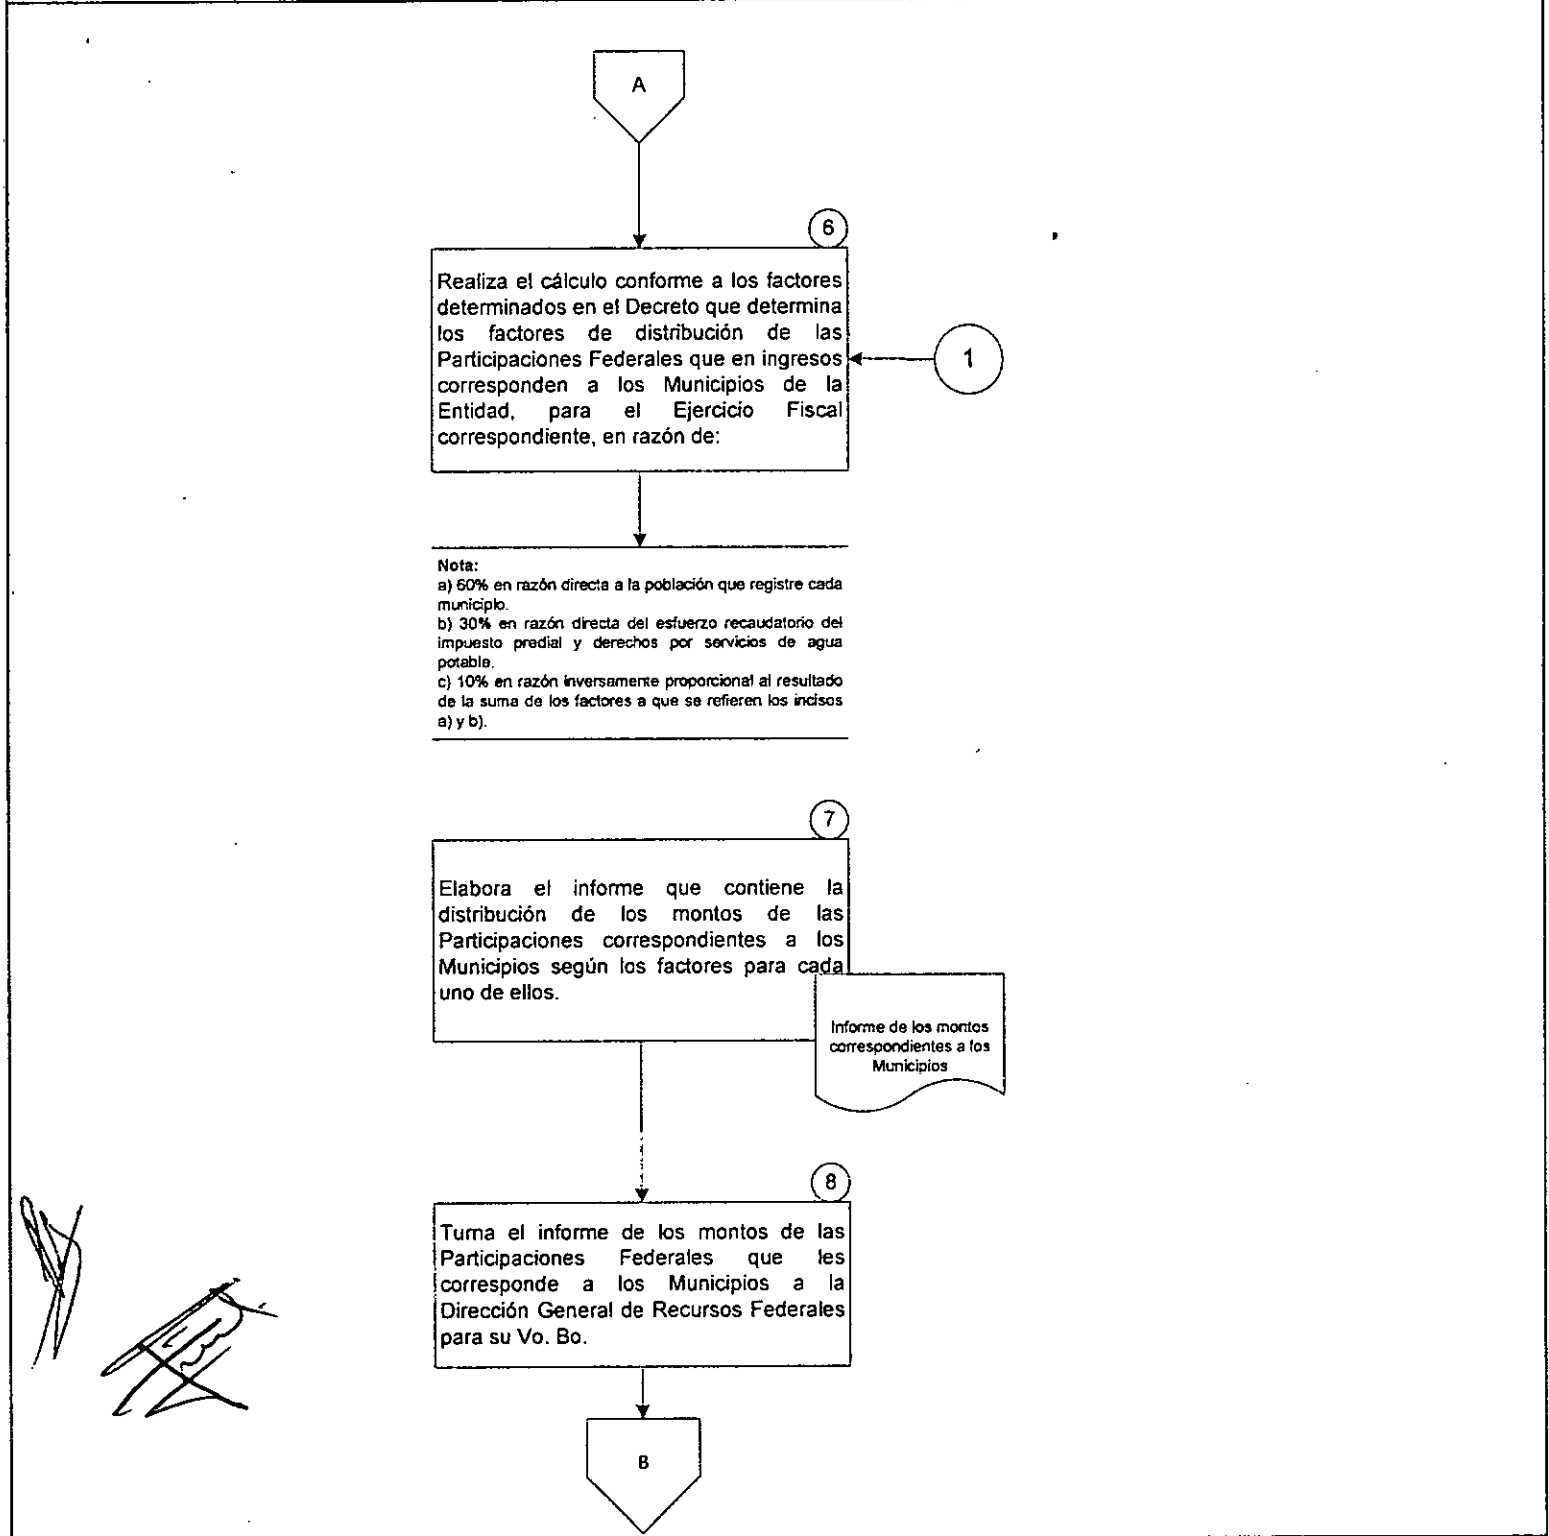 A
6
Realiza el cálculo conforme a los factores
determinados en el Decreto que determina
los factores de distribución de las
Participaciones Federales que en ingresos
corresponden a los Municipios de la
Entidad, para el Ejercicio Fiscal
correspondiente, en razón de:
1
Nota:
a) 60% en razón directa a la población que registre cada
municipio.
b) 30% en razón directa del esfuerzo recaudatorio del
impuesto predial y derechos por servicios de agua
potable.
c) 10% en razón inversamente proporcional al resultado
de la suma de los factores a que se refieren los incisos
a) y b).
7
Elabora el informe que contiene la
distribución de los montos de las
Participaciones correspondientes a los
Municipios según los factores para cada
uno de ellos.
Informe de los montos
correspondientes a los
Municipios
8
Turna el informe de los montos de las
Participaciones Federales que les
corresponde a los Municipios a la
Dirección General de Recursos Federales
para su Vo. Bo.
B